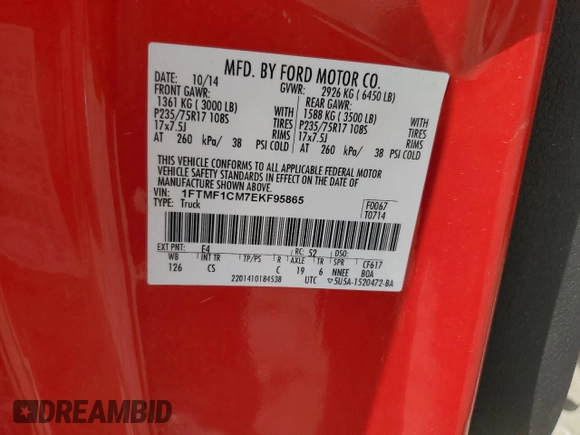 MFD. BY FORD MOTOR CO.
DATE: 10/14 GVWR: 2926 KG ( 6450 LB)
FRONT GAWR: REAR GAWR:
1361 KG ( 3000 LB) WITH 1588 KG ( 3500 LB) WITH
P235/75R17 108S TIRES P235/75R17 108S TIRES
17x7.5J RIMS 17x7.5J RIMS
AT 260 kPa/ 38 PSI COLD AT 260 kPa/ 38 PSI COLD
THIS VEHICLE CONFORMS TO ALL APPLICABLE FEDERAL MOTOR
VEHICLE SAFETY STANDARDS IN EFFECT ON THE DATE OF
MANUFACTURE SHOWN ABOVE.
VIN: 1FTMF1CM7EKF95865 F0067
TYPE: Truck T0714
EXT PNT: E4 RC: 52 DSO:
WB INT TR TP/PS R AXLE TR SPR CF617
126 CS C 19 6 NNEE BOA
2201410184538 UTC ▽5USA-1520472-BA
DREAMBID